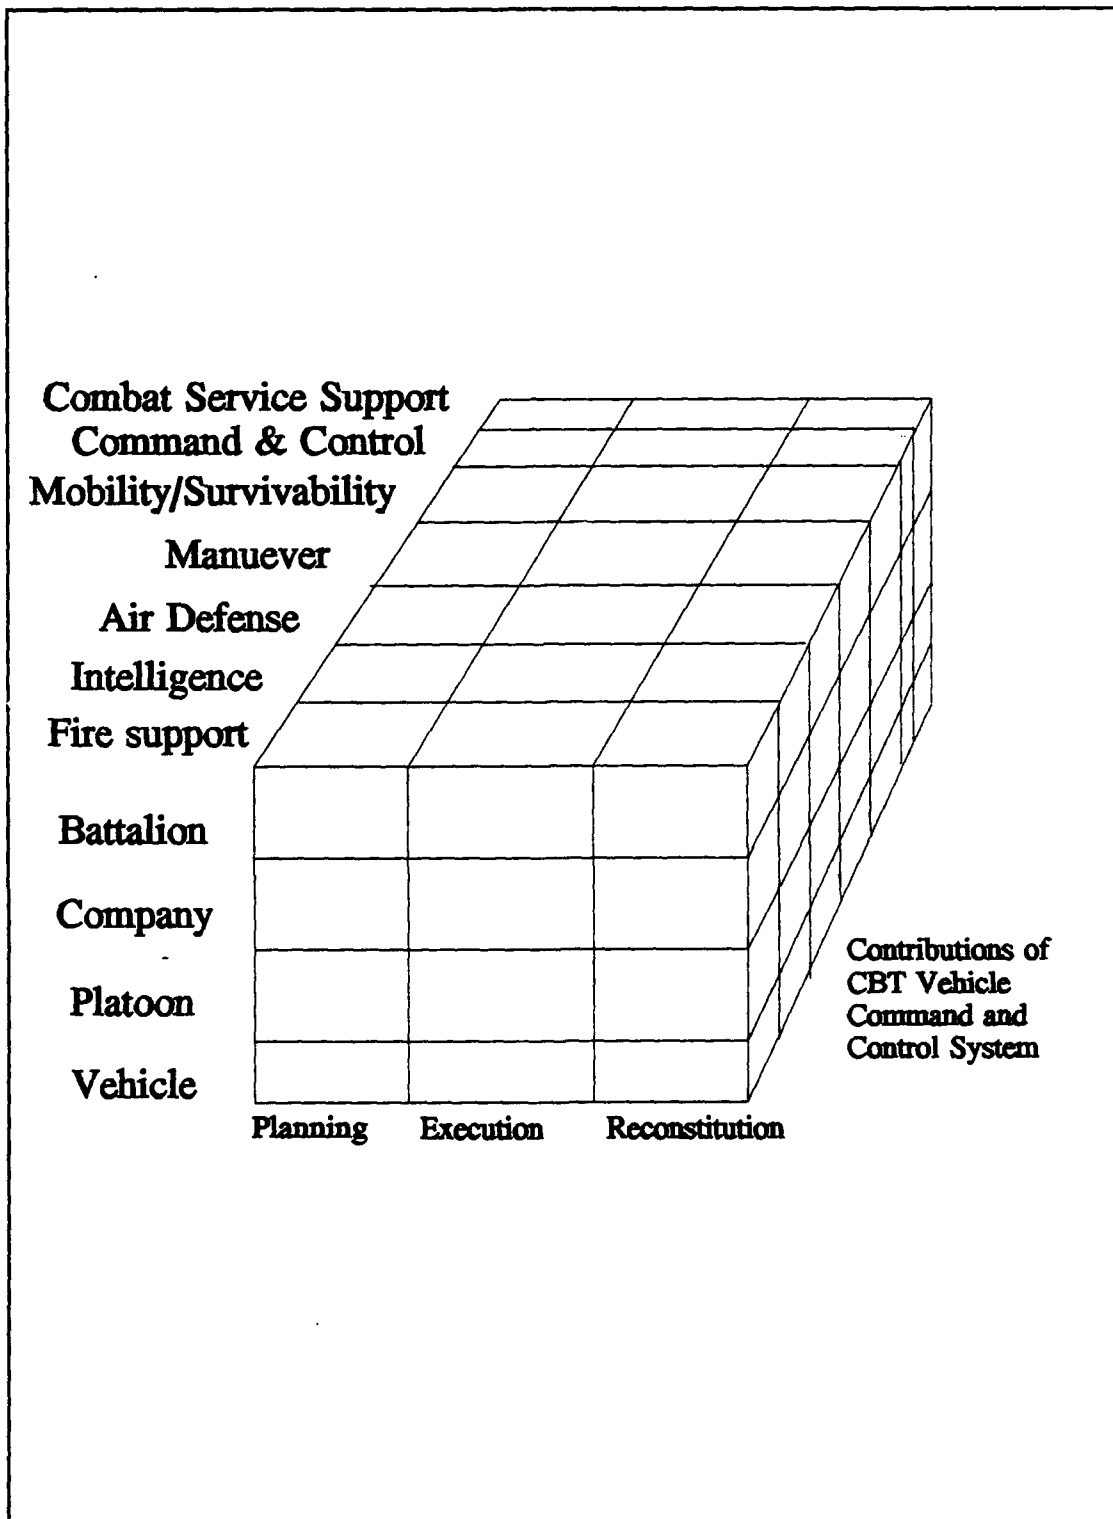 Combat Service Support
Command & Control
Mobility/Survivability
Manuever
Air Defense
Intelligence
Fire support
Battalion
Company
Platoon
Vehicle
Planning Execution Reconstitution
Contributions of
CBT Vehicle
Command and
Control System